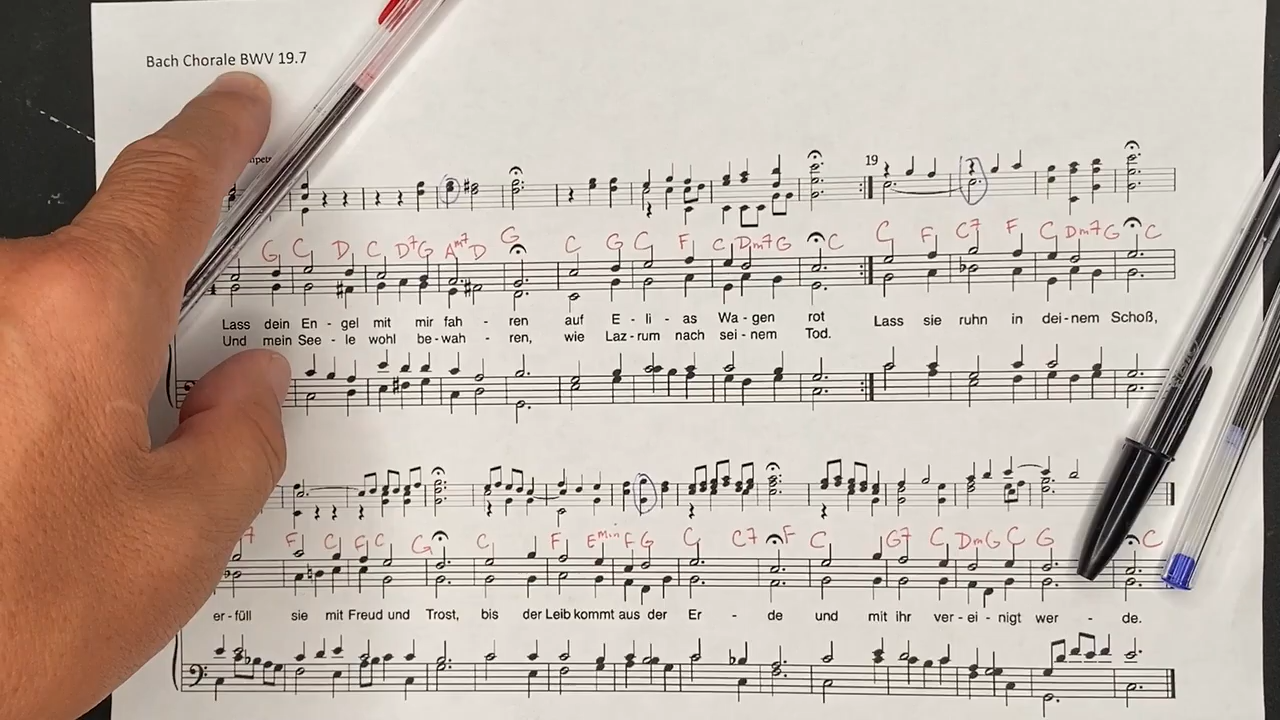 Bach Chorale BWV 19.7
19
G C D C D7 G Am7 D G C G C F C Dm7 G C G F C7 F C Dm7 G C
Lass dein En - gel mit mir fah - ren auf E - li - as Wa - gen rot Lass sie ruhn in dei - nem Schoß,
Und mein See - le wohl be - wah - ren, wie Laz - rum nach sei - nem Tod.
F C F C G C F Emin F G C C7 F C G7 C Dm G C G C
er - füll sie mit Freud und Trost, bis der Leib kommt aus der Er - de und mit ihr ver - ei - nigt wer - de.